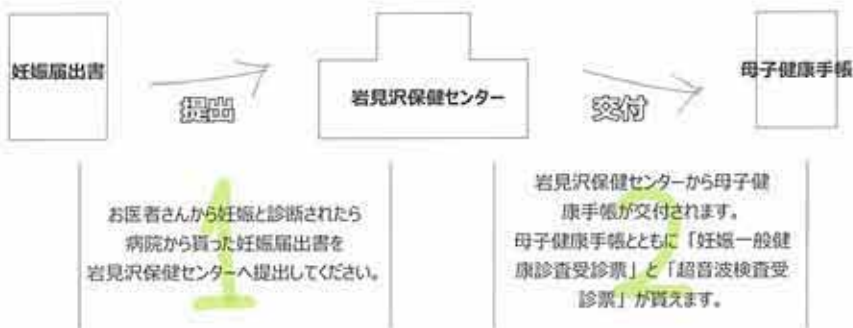 妊娠届出書
提出
岩見沢保健センター
交付
母子健康手帳
1
お医者さんから妊娠と診断されたら
病院から貰った妊娠届出書を
岩見沢保健センターへ提出してください。
2
岩見沢保健センターから母子健
康手帳が交付されます。
母子健康手帳とともに「妊娠一般健
康診査受診票」と「超音波検査受
診票」が貰えます。